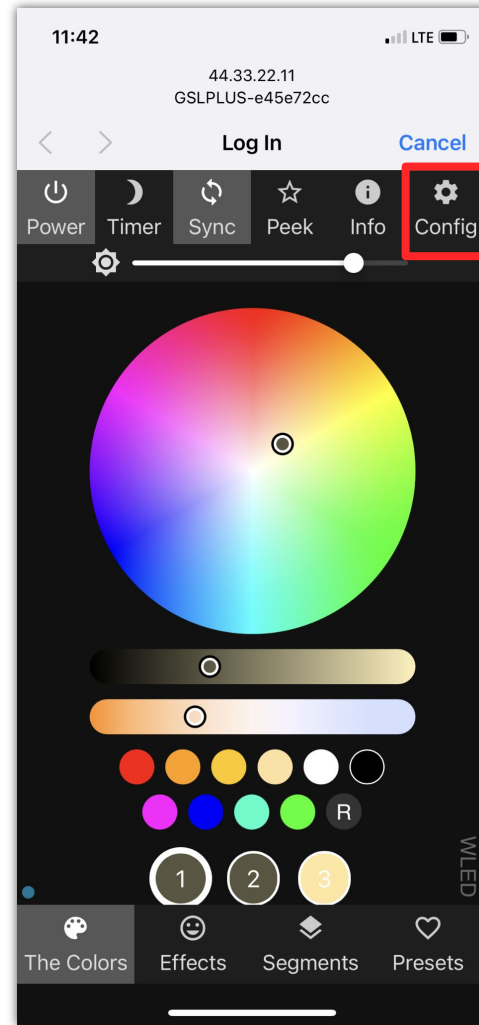 11:42 LTE
44.33.22.11
GSLPLUS-e45e72cc
Log In Cancel
Power Timer Sync Peek Info Config
R
1 2 3
WLED
The Colors Effects Segments Presets